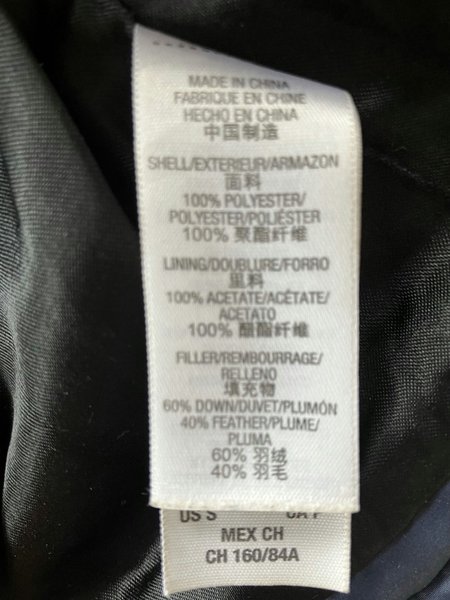 MADE IN CHINA
FABRIQUE EN CHINE
HECHO EN CHINA
中国制造
SHELL/EXTERIEUR/ARMAZON
面料
100% POLYESTER/
POLYESTER/POLIÉSTER
100% 聚酯纤维
LINING/DOUBLURE/FORRO
里料
100% ACETATE/ACÉTATE/
ACETATO
100% 醋酯纤维
FILLER/REMBOURRAGE/
RELLENO
填充物
60% DOWN/DUVET/PLUMÓN
40% FEATHER/PLUME/
PLUMA
60% 羽绒
40% 羽毛
US S
MEX CH
CH 160/84A